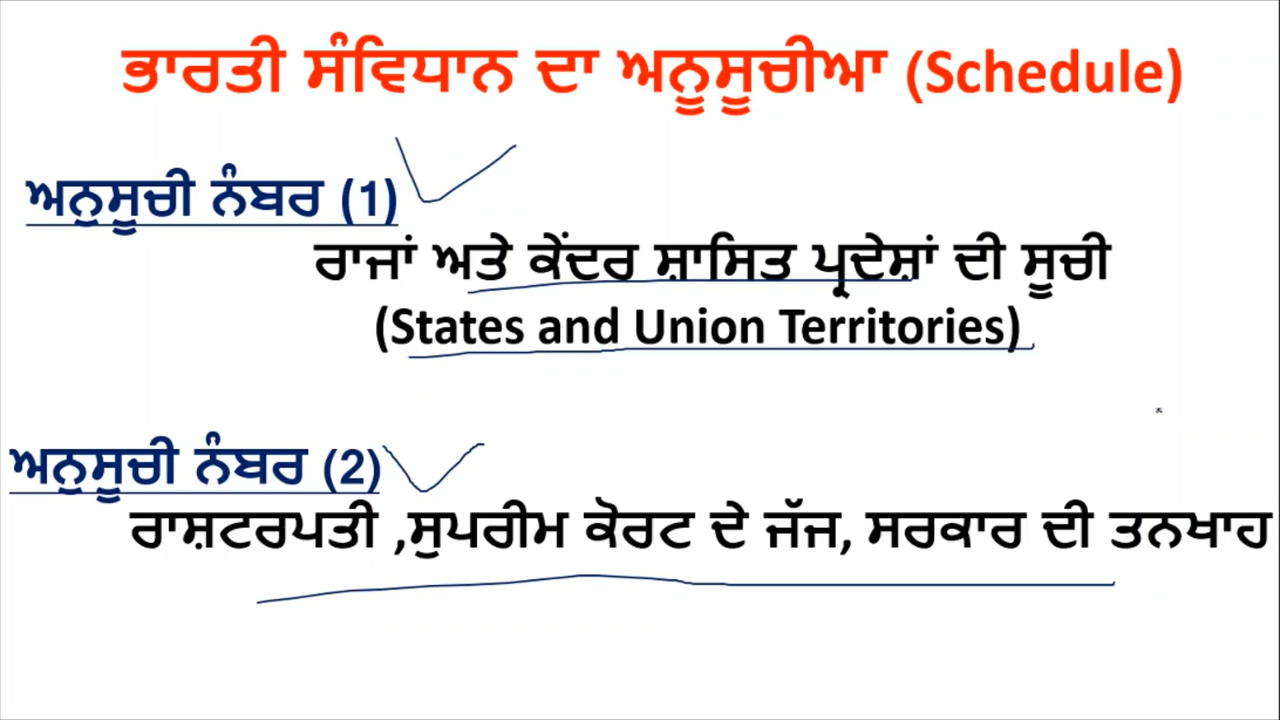 ਭਾਰਤੀ ਸੰਵਿਧਾਨ ਦਾ ਅਨੂਸੂਚੀਆ (Schedule)
ਅਨੁਸੂਚੀ ਨੰਬਰ (1)
ਰਾਜਾਂ ਅਤੇ ਕੇਂਦਰ ਸ਼ਾਸਿਤ ਪ੍ਰਦੇਸ਼ਾਂ ਦੀ ਸੂਚੀ
(States and Union Territories)
ਅਨੁਸੂਚੀ ਨੰਬਰ (2)
ਰਾਸ਼ਟਰਪਤੀ ,ਸੁਪਰੀਮ ਕੋਰਟ ਦੇ ਜੱਜ, ਸਰਕਾਰ ਦੀ ਤਨਖਾਹ